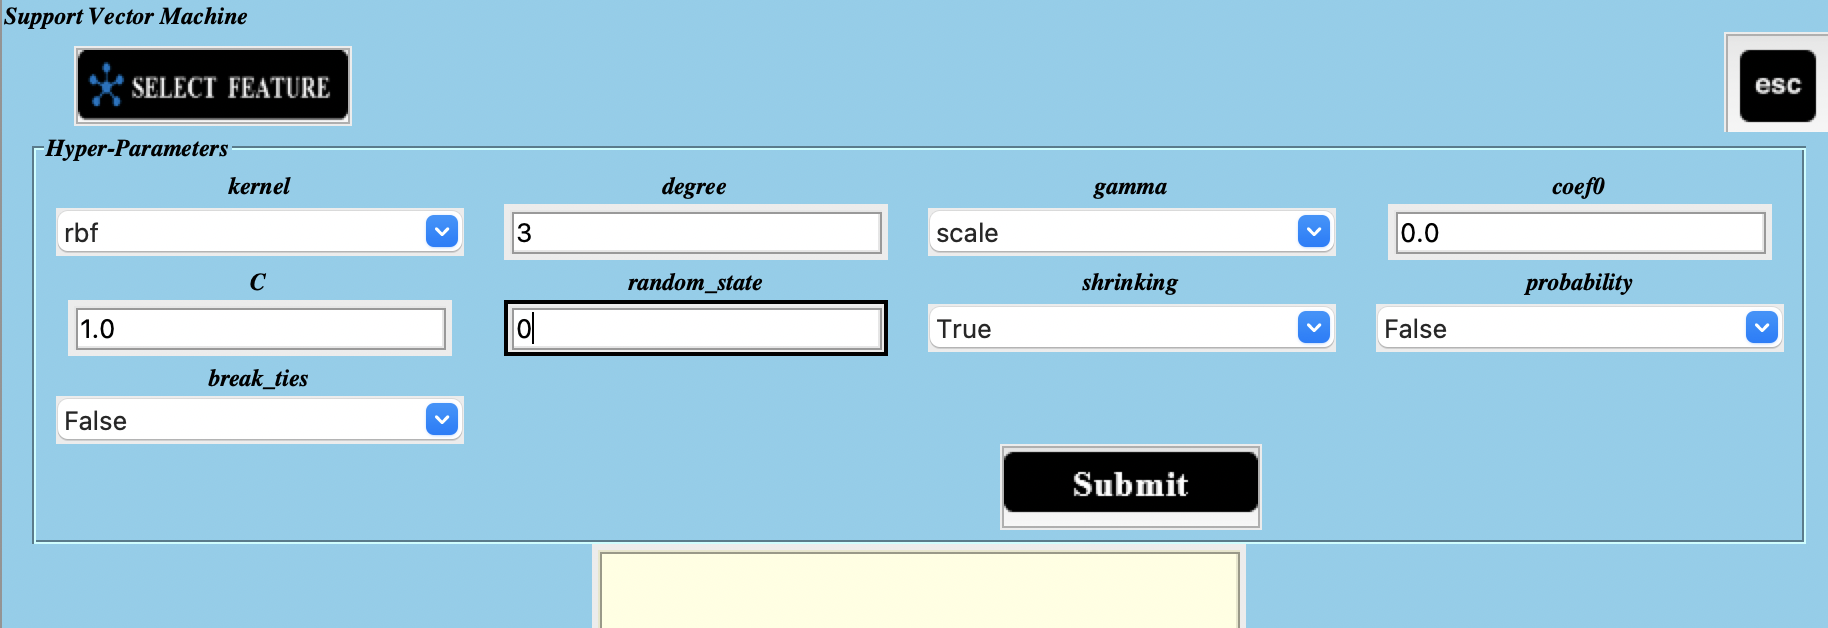 Support Vector Machine
SELECT FEATURE
esc
Hyper-Parameters
kernel degree gamma coef0
rbf 3 scale 0.0
C random_state shrinking probability
1.0 0 True False
break_ties
False
Submit